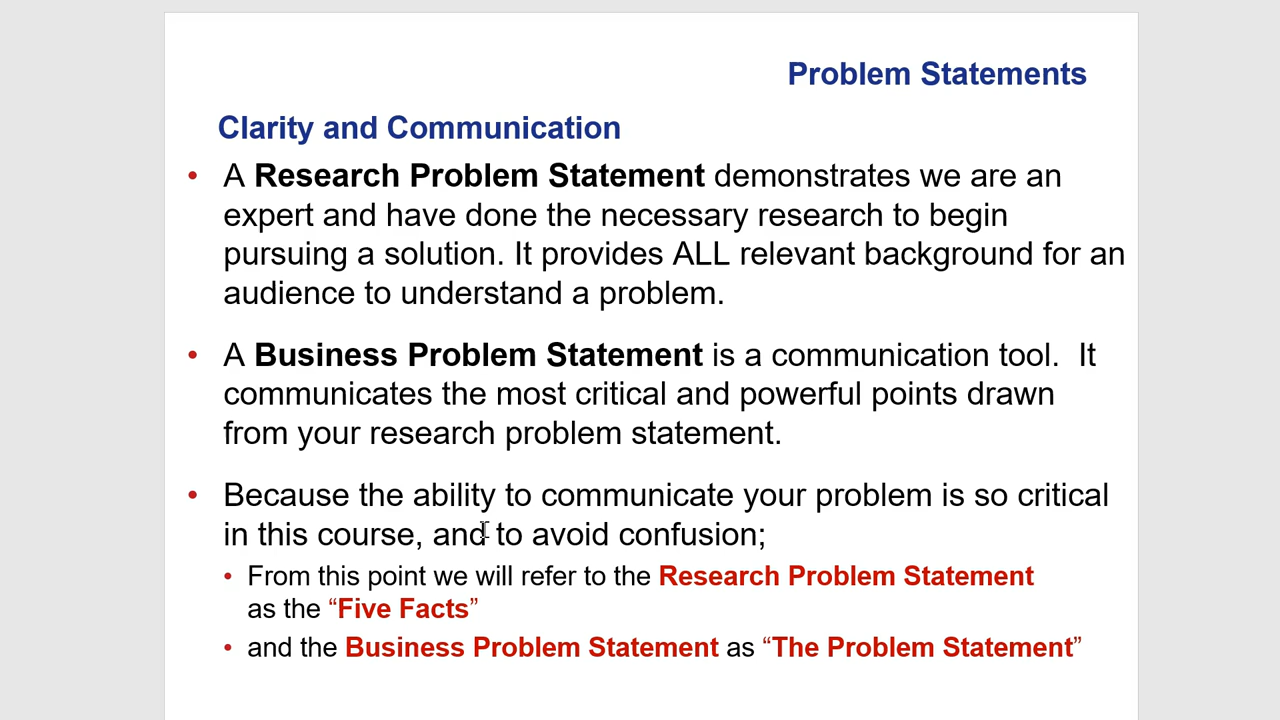 Problem Statements
Clarity and Communication
• A Research Problem Statement demonstrates we are an
expert and have done the necessary research to begin
pursuing a solution. It provides ALL relevant background for an
audience to understand a problem.
• A Business Problem Statement is a communication tool.  It
communicates the most critical and powerful points drawn
from your research problem statement.
• Because the ability to communicate your problem is so critical
in this course, and to avoid confusion;
• From this point we will refer to the Research Problem Statement
as the “Five Facts”
• and the Business Problem Statement as “The Problem Statement”